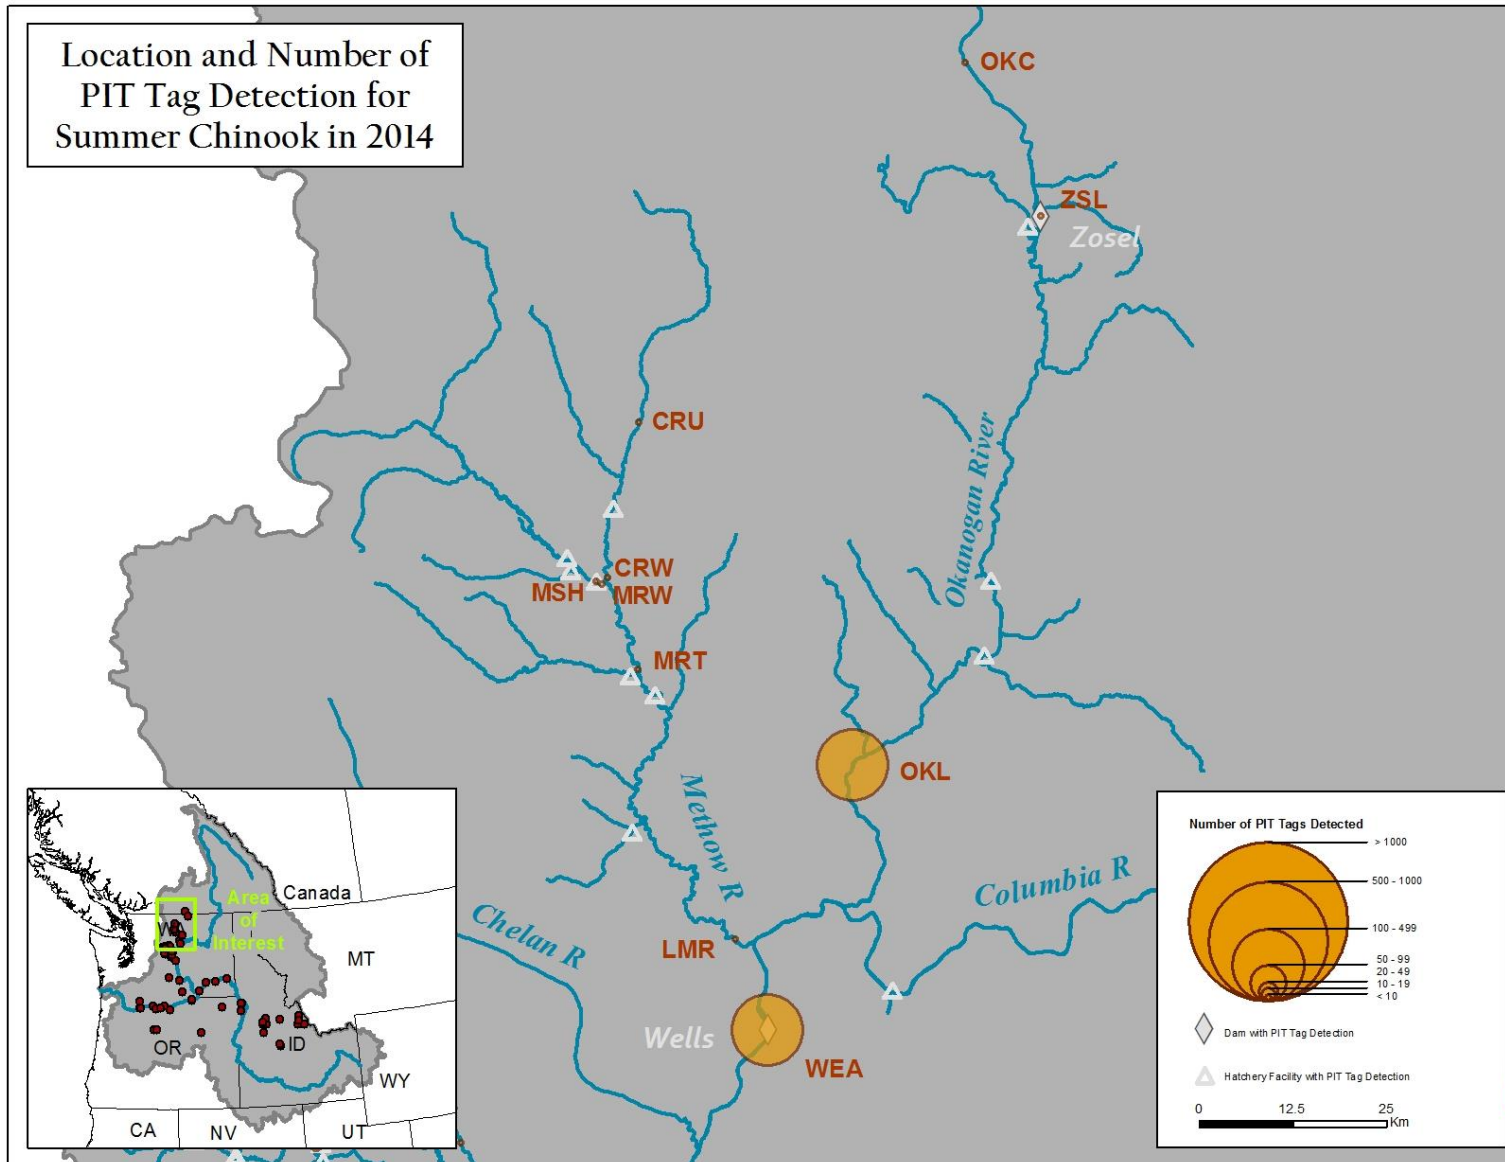 Location and Number of
PIT Tag Detection for
Summer Chinook in 2014
OKC
ZSL
Zosel
CRU
Okanogan River
CRW
MSH
MRW
MRT
OKL
Methow R
Columbia R
Chelan R
LMR
Wells
WEA
Canada
Area
of
Interest
W
MT
OR
ID
WY
CA
NV
UT
Number of PIT Tags Detected
> 1000
500 - 1000
100 - 499
50 - 99
20 - 49
10 - 19
< 10
Dam with PIT Tag Detection
Hatchery Facility with PIT Tag Detection
0 12.5 25
Km